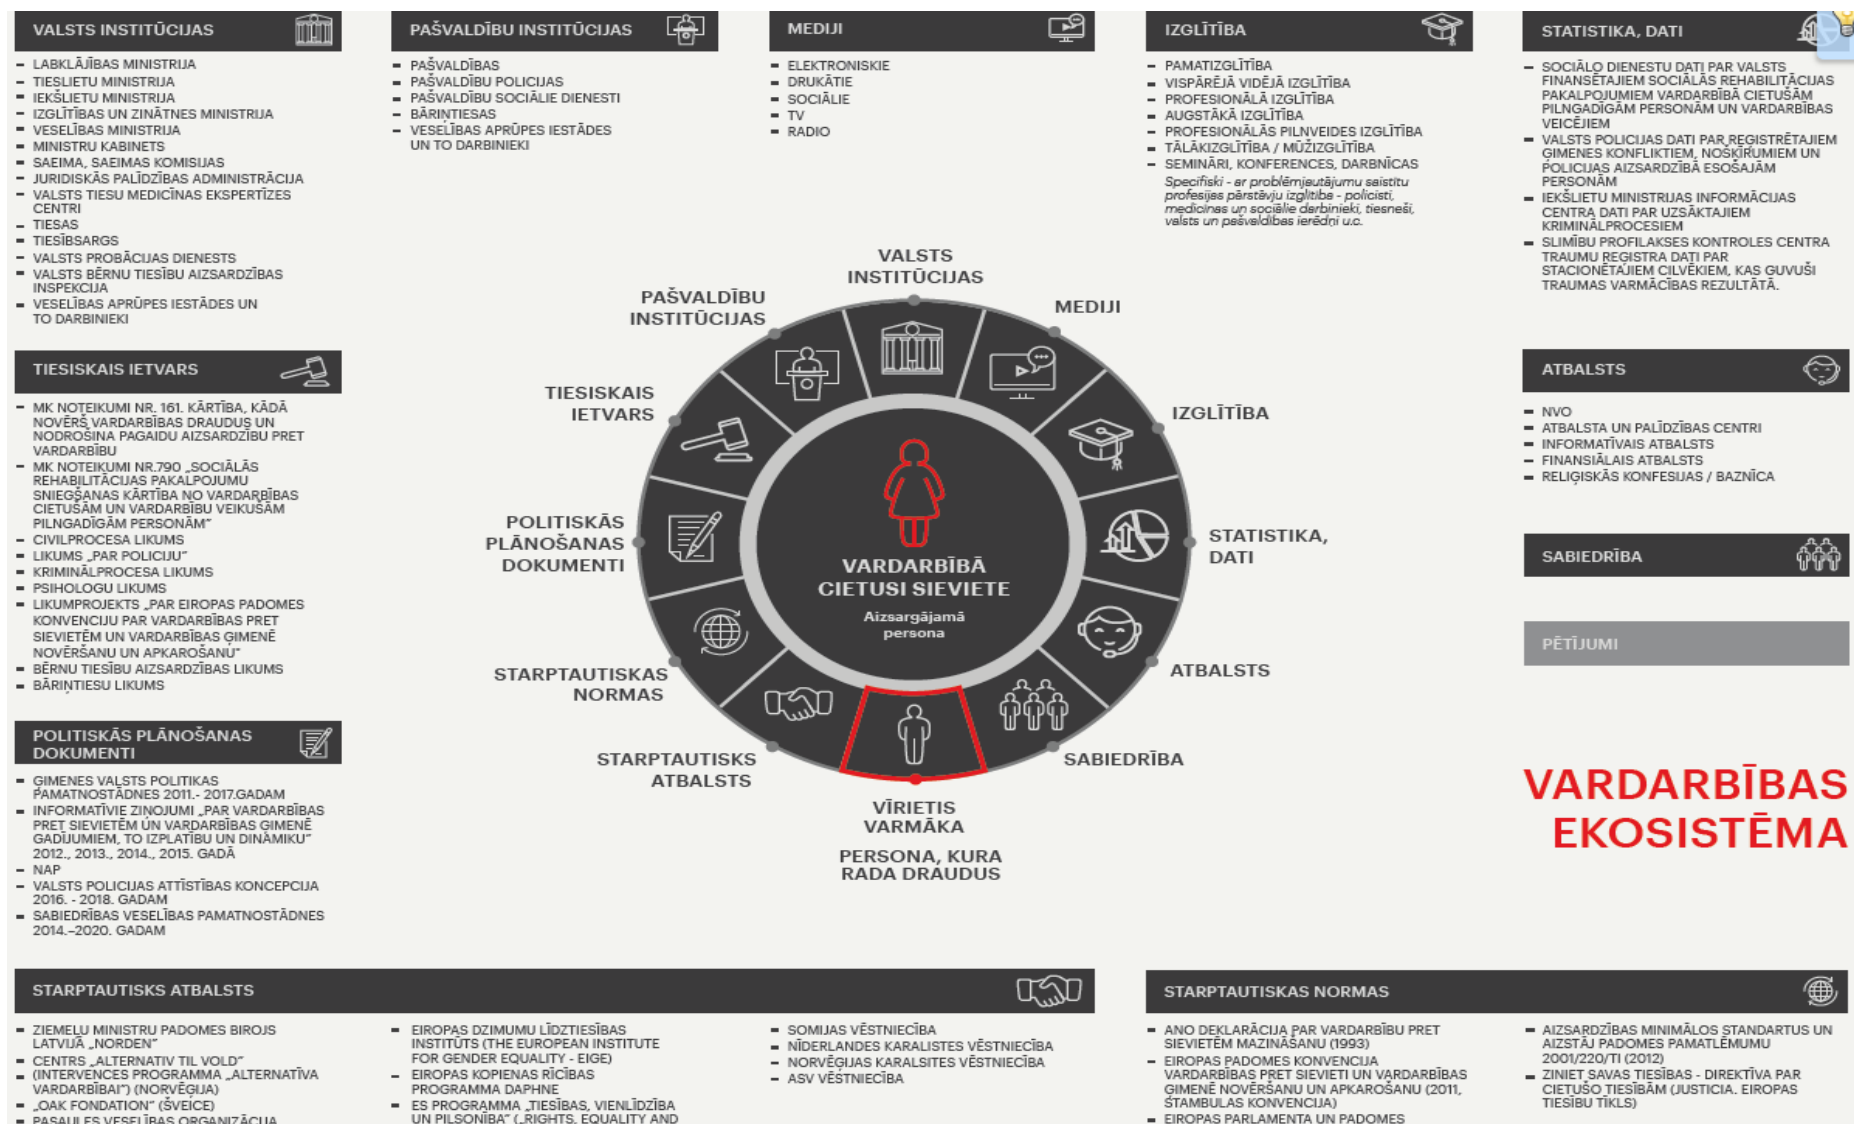 VALSTS INSTITŪCIJAS
LABKLĀJĪBAS MINISTRIJA
TIESLIETU MINISTRIJA
IEKŠLIETU MINISTRIJA
IZGLĪTĪBAS UN ZINĀTNES MINISTRIJA
VESELĪBAS MINISTRIJA
MINISTRU KABINETS
SAEIMA, SAEIMAS KOMISIJAS
JURIDISKĀS PALĪDZĪBAS ADMINISTRĀCIJA
VALSTS TIESU MEDICĪNAS EKSPERTĪZES
CENTRI
TIESAS
TIESĪBSARGS
VALSTS PROBĀCIJAS DIENESTS
VALSTS BĒRNU TIESĪBU AIZSARDZĪBAS
INSPEKCIJA
VESELĪBAS APRŪPES IESTĀDES UN
TO DARBINIEKI
PAŠVALDĪBU INSTITŪCIJAS
PAŠVALDĪBAS
PAŠVALDĪBU POLICIJAS
PAŠVALDĪBU SOCIĀLIE DIENESTI
BĀRIŅTIESAS
VESELĪBAS APRŪPES IESTĀDES
UN TO DARBINIEKI
MEDIJI
ELEKTRONISKIE
DRUKĀTIE
SOCIĀLIE
TV
RADIO
IZGLĪTĪBA
PAMATIZGLĪTĪBA
VISPĀRĒJĀ VIDĒJĀ IZGLĪTĪBA
PROFESIONĀLĀ IZGLĪTĪBA
AUGSTĀKĀ IZGLĪTĪBA
PROFESIONĀLĀS PILNVEIDES IZGLĪTĪBA
TĀLĀKIZGLĪTĪBA / MŪŽIZGLĪTĪBA
SEMINĀRI, KONFERENCES, DARBNĪCAS
Specifiski - ar problēmjautājumu saistītu
profesijas pārstāvju izglītība - policisti,
medicīnas un sociālie darbinieki, tiesneši,
valsts un pašvaldības ierēdņi u.c.
STATISTIKA, DATI
SOCIĀLO DIENESTU DATI PAR VALSTS
FINANSĒTAJIEM SOCIĀLĀS REHABILITĀCIJAS
PAKALPOJUMIEM VARDARBĪBĀ CIETUŠĀM
PILNGADĪGĀM PERSONĀM UN VARDARBĪBAS
VEICĒJIEM
VALSTS POLICIJAS DATI PAR REĢISTRĒTAJIEM
ĢIMENES KONFLIKTIEM, NOŠĶĪRUMIEM UN
POLICIJAS AIZSARDZĪBĀ ESOŠAJĀM
PERSONĀM
IEKŠLIETU MINISTRIJAS INFORMĀCIJAS
CENTRA DATI PAR UZSĀKTAJIEM
KRIMINĀLPROCESIEM
SLIMĪBU PROFILAKSES KONTROLES CENTRA
TRAUMU REĢISTRA DATI PAR
STACIONĒTAJIEM CILVĒKIEM, KAS GUVUŠI
TRAUMAS VARMĀCĪBAS REZULTĀTĀ.
TIESISKAIS IETVARS
MK NOTEIKUMI NR. 161. KĀRTĪBA, KĀDĀ
NOVĒRŠ VARDARBĪBAS DRAUDUS UN
NODROŠINA PAGAIDU AIZSARDZĪBU PRET
VARDARBĪBU
MK NOTEIKUMI NR.790 „SOCIĀLĀS
REHABILITĀCIJAS PAKALPOJUMU
SNIEGŠANAS KĀRTĪBA NO VARDARBĪBAS
CIETUŠĀM UN VARDARBĪBU VEIKUŠĀM
PILNGADĪGĀM PERSONĀM”
CIVILPROCESA LIKUMS
LIKUMS „PAR POLICIJU”
KRIMINĀLPROCESA LIKUMS
PSIHOLOGU LIKUMS
LIKUMPROJEKTS „PAR EIROPAS PADOMES
KONVENCIJU PAR VARDARBĪBAS PRET
SIEVIETĒM UN VARDARBĪBAS ĢIMENĒ
NOVĒRŠANU UN APKAROŠANU”
BĒRNU TIESĪBU AIZSARDZĪBAS LIKUMS
BĀRIŅTIESU LIKUMS
POLITISKĀS PLĀNOŠANAS
DOKUMENTI
GIMENES VALSTS POLITIKAS
PAMATNOSTĀDNES 2011.- 2017.GADAM
INFORMATĪVIE ZIŅOJUMI „PAR VARDARBĪBAS
PRET SIEVIETĒM UN VARDARBĪBAS ĢIMENĒ
GADĪJUMIEM, TO IZPLATĪBU UN DINAMIKU”
2012., 2013., 2014., 2015. GADĀ
NAP
VALSTS POLICIJAS ATTĪSTĪBAS KONCEPCIJA
2016. - 2018. GADAM
SABIEDRĪBAS VESELĪBAS PAMATNOSTĀDNES
2014.–2020. GADAM
VALSTS
INSTITŪCIJAS
MEDIJI
IZGLĪTĪBA
STATISTIKA,
DATI
ATBALSTS
SABIEDRĪBA
VĪRIETIS
VARMĀKA
PERSONA, KURA
RADA DRAUDUS
STARPTAUTISKS
ATBALSTS
STARPTAUTISKAS
NORMAS
POLITISKĀS
PLĀNOŠANAS
DOKUMENTI
TIESISKAIS
IETVARS
PAŠVALDĪBU
INSTITŪCIJAS
VARDARBĪBĀ
CIETUSI SIEVIETE
Aizsargājamā
persona
ATBALSTS
NVO
ATBALSTA UN PALĪDZĪBAS CENTRI
INFORMATĪVAIS ATBALSTS
FINANSIĀLAIS ATBALSTS
RELIĢISKĀS KONFESIJAS / BAZNĪCA
SABIEDRĪBA
PĒTĪJUMI
VARDARBĪBAS
EKOSISTĒMA
STARPTAUTISKS ATBALSTS
ZIEMEĻU MINISTRU PADOMES BIROJS
LATVIJĀ „NORDEN”
CENTRS „ALTERNATIV TIL VOLD”
(INTERVENCES PROGRAMMA „ALTERNATĪVA
VARDARBĪBAI”) (NORVĒĢIJA)
„OAK FONDATION” (ŠVEICE)
PASAULES VESELĪBAS ORGANIZĀCIJA
EIROPAS DZIMUMU LĪDZTIESĪBAS
INSTITŪTS (THE EUROPEAN INSTITUTE
FOR GENDER EQUALITY - EIGE)
EIROPAS KOPIENAS RĪCĪBAS
PROGRAMMA DAPHNE
ES PROGRAMMA „TIESĪBAS, VIENLĪDZĪBA
UN PILSONĪBA” („RIGHTS, EQUALITY AND
SOMIJAS VĒSTNIECĪBA
NĪDERLANDES KARALISTES VĒSTNIECĪBA
NORVĒĢIJAS KARALSITES VĒSTNIECĪBA
ASV VĒSTNIECĪBA
STARPTAUTISKAS NORMAS
ANO DEKLARĀCIJA PAR VARDARBĪBU PRET
SIEVIETĒM MAZINĀŠANU (1993)
EIROPAS PADOMES KONVENCIJA
VARDARBĪBAS PRET SIEVIETI UN VARDARBĪBAS
ĢIMENĒ NOVĒRŠANU UN APKAROŠANU (2011,
STAMBULAS KONVENCIJA)
EIROPAS PARLAMENTA UN PADOMES
AIZSARDZĪBAS MINIMĀLOS STANDARTUS UN
AIZSTĀJ PADOMES PAMATLĒMUMU
2001/220/TI (2012)
ZINIET SAVAS TIESĪBAS - DIREKTĪVA PAR
CIETUŠO TIESĪBĀM (JUSTICIA. EIROPAS
TIESĪBU TĪKLS)